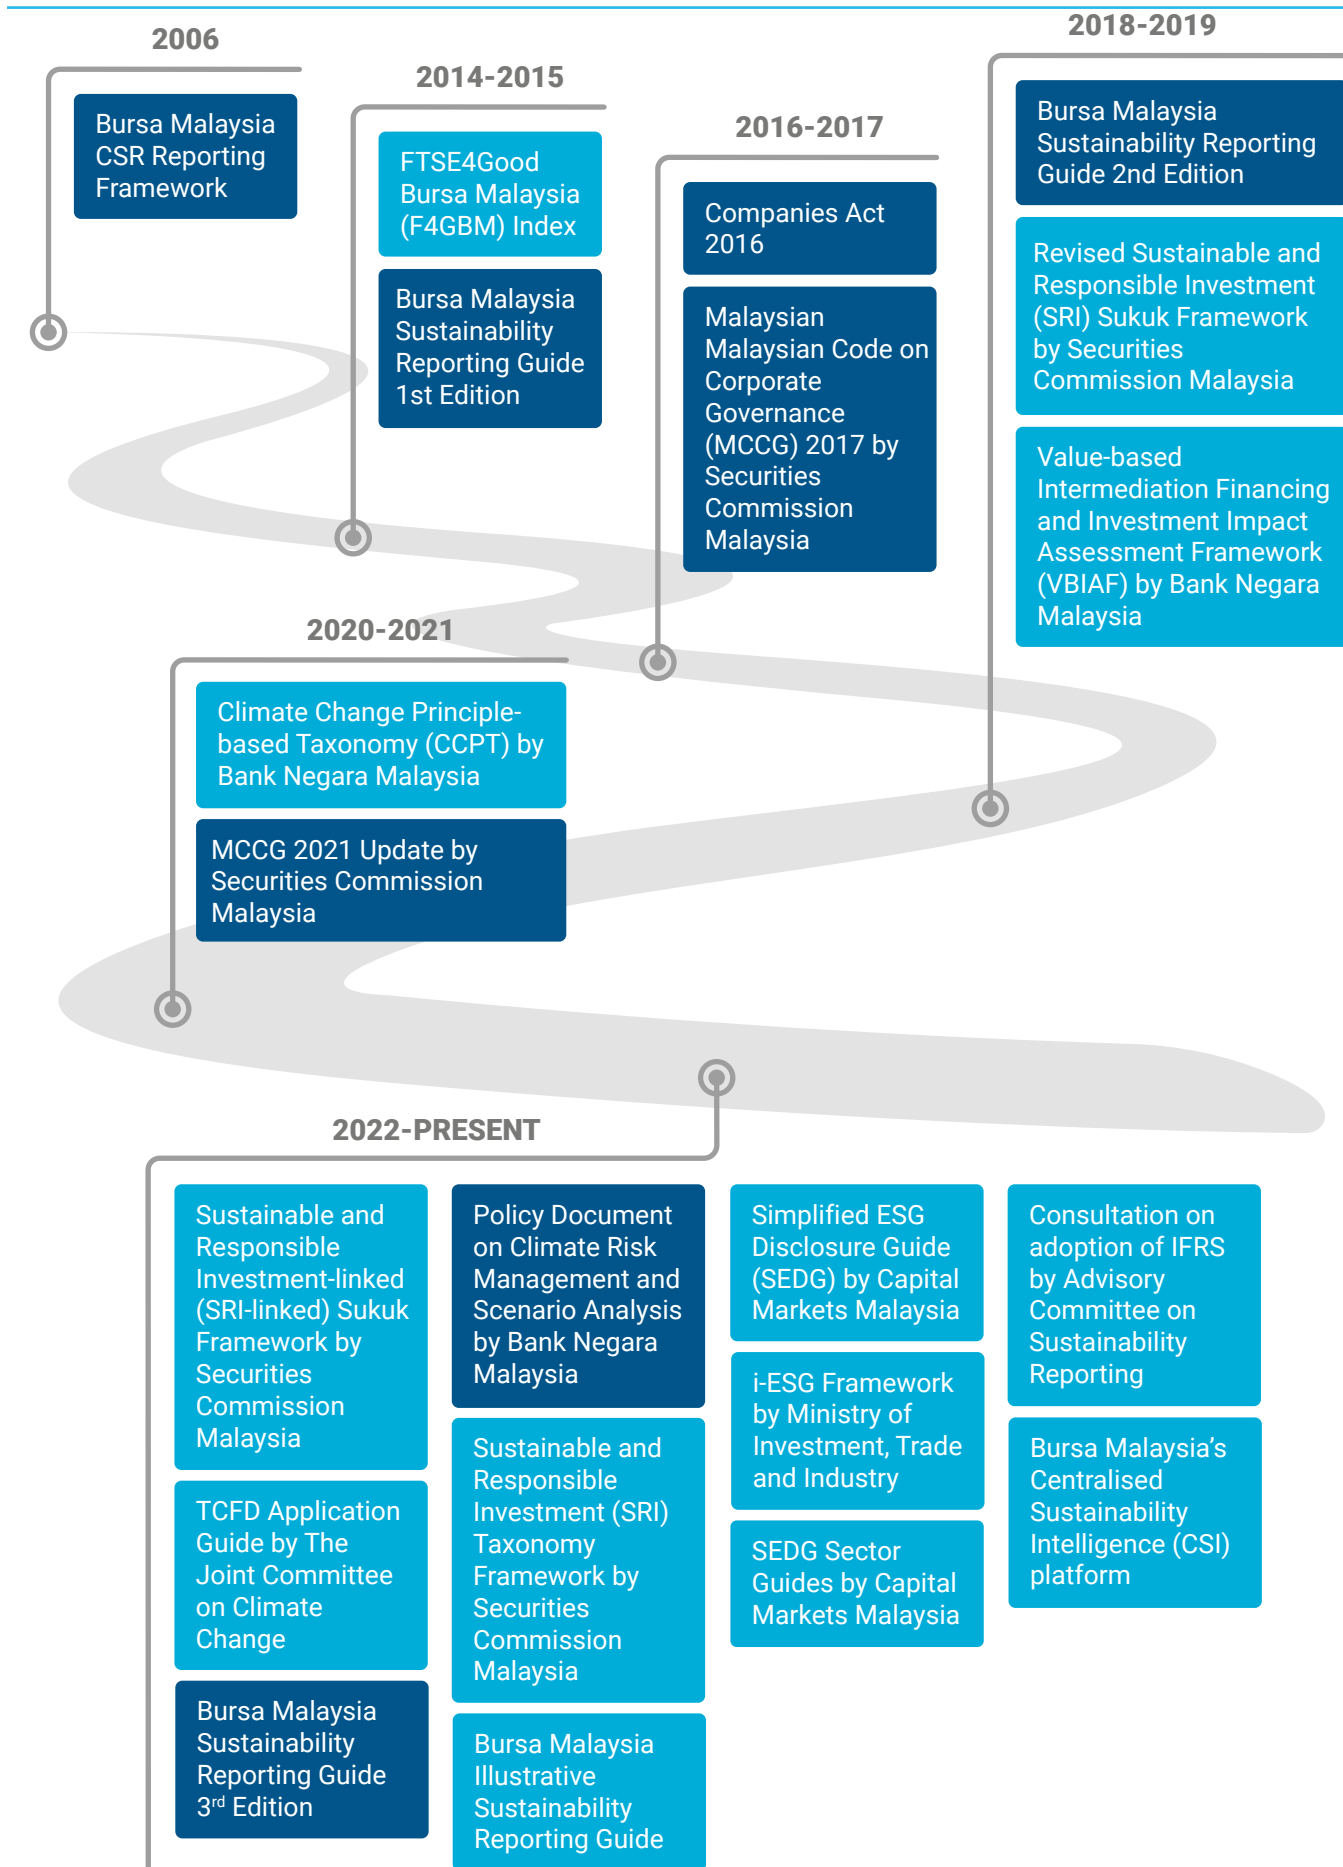 2006
Bursa Malaysia
CSR Reporting
Framework
2014-2015
FTSE4Good
Bursa Malaysia
(F4GBM) Index
Bursa Malaysia
Sustainability
Reporting Guide
1st Edition
2016-2017
Companies Act
2016
Malaysian
Malaysian Code on
Corporate
Governance
(MCCG) 2017 by
Securities
Commission
Malaysia
2018-2019
Bursa Malaysia
Sustainability Reporting
Guide 2nd Edition
Revised Sustainable and
Responsible Investment
(SRI) Sukuk Framework
by Securities
Commission Malaysia
Value-based
Intermediation Financing
and Investment Impact
Assessment Framework
(VBIAF) by Bank Negara
Malaysia
2020-2021
Climate Change Principle-
based Taxonomy (CCPT) by
Bank Negara Malaysia
MCCG 2021 Update by
Securities Commission
Malaysia
2022-PRESENT
Sustainable and
Responsible
Investment-linked
(SRI-linked) Sukuk
Framework by
Securities
Commission
Malaysia
TCFD Application
Guide by The
Joint Committee
on Climate
Change
Bursa Malaysia
Sustainability
Reporting Guide
3rd Edition
Policy Document
on Climate Risk
Management and
Scenario Analysis
by Bank Negara
Malaysia
Sustainable and
Responsible
Investment (SRI)
Taxonomy
Framework by
Securities
Commission
Malaysia
Bursa Malaysia
Illustrative
Sustainability
Reporting Guide
Simplified ESG
Disclosure Guide
(SEDG) by Capital
Markets Malaysia
i-ESG Framework
by Ministry of
Investment, Trade
and Industry
SEDG Sector
Guides by Capital
Markets Malaysia
Consultation on
adoption of IFRS
by Advisory
Committee on
Sustainability
Reporting
Bursa Malaysia’s
Centralised
Sustainability
Intelligence (CSI)
platform